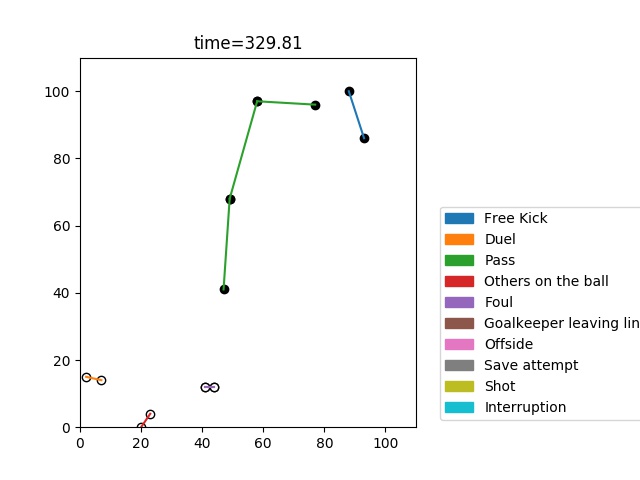 time=329.81
100
80
60
40
20
0
0 20 40 60 80 100
Free Kick
Duel
Pass
Others on the ball
Foul
Goalkeeper leaving lin
Offside
Save attempt
Shot
Interruption